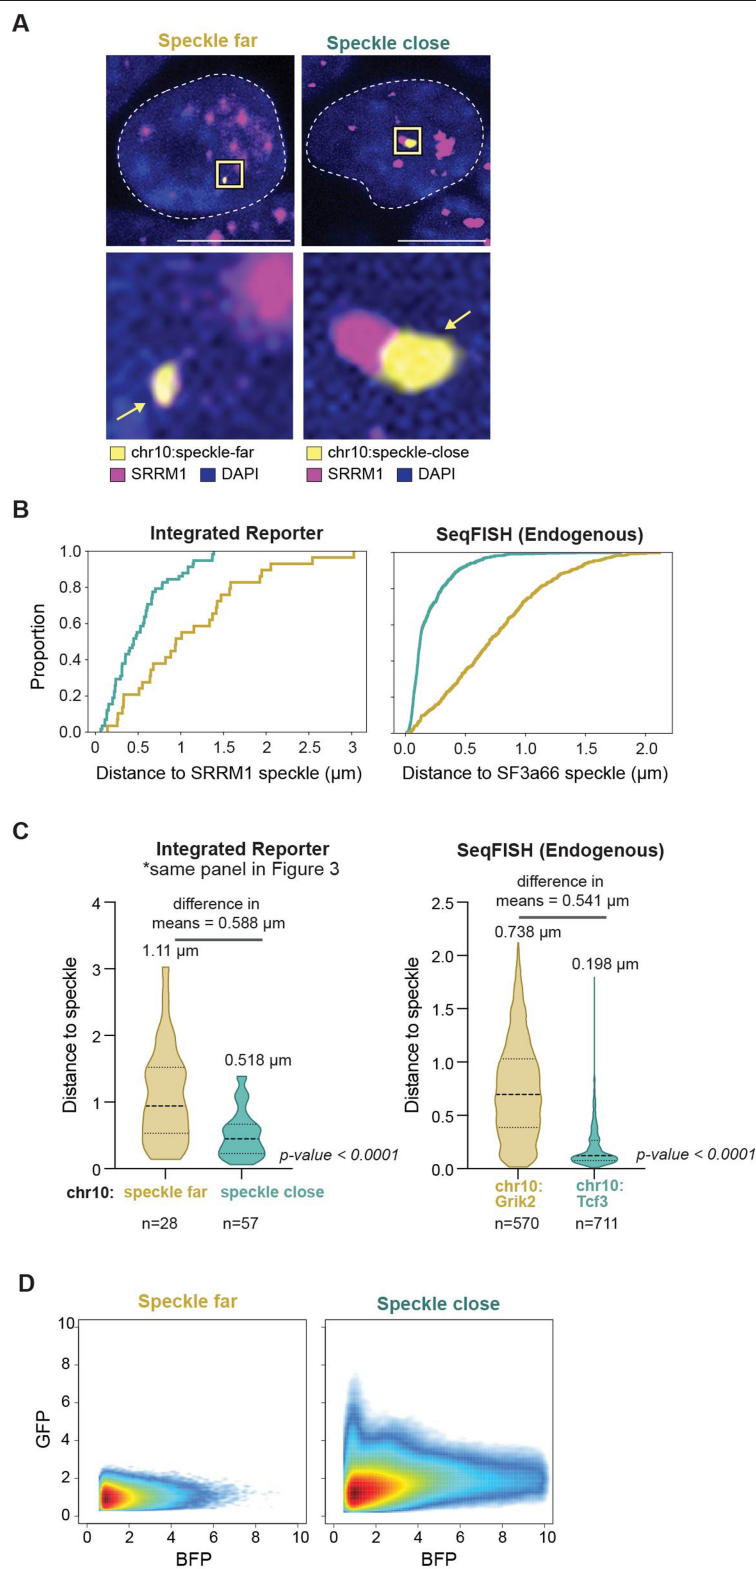 A
Speckle far
Speckle close
chr10:speckle-far
SRRM1 DAPI
chr10:speckle-close
SRRM1 DAPI
B
Integrated Reporter
SeqFISH (Endogenous)
Proportion
1.0
0.8
0.6
0.4
0.2
0.0
0 0.5 1 1.5 2 2.5 3
Distance to SRRM1 speckle (µm)
0.0 0.5 1.0 1.5 2.0
Distance to SF3a66 speckle (µm)
C
Integrated Reporter
*same panel in Figure 3
difference in
means = 0.588 µm
1.11 µm
0.518 µm
Distance to speckle
4
3
2
1
0
p-value < 0.0001
chr10: speckle far speckle close
n=28 n=57
SeqFISH (Endogenous)
difference in
means = 0.541 µm
0.738 µm
0.198 µm
Distance to speckle
2.5
2.0
1.5
1.0
0.5
0
p-value < 0.0001
chr10:
Grik2
chr10:
Tcf3
n=570 n=711
D
Speckle far
Speckle close
GFP
10
8
6
4
2
0
0 2 4 6 8 10
BFP
0 2 4 6 8 10
BFP